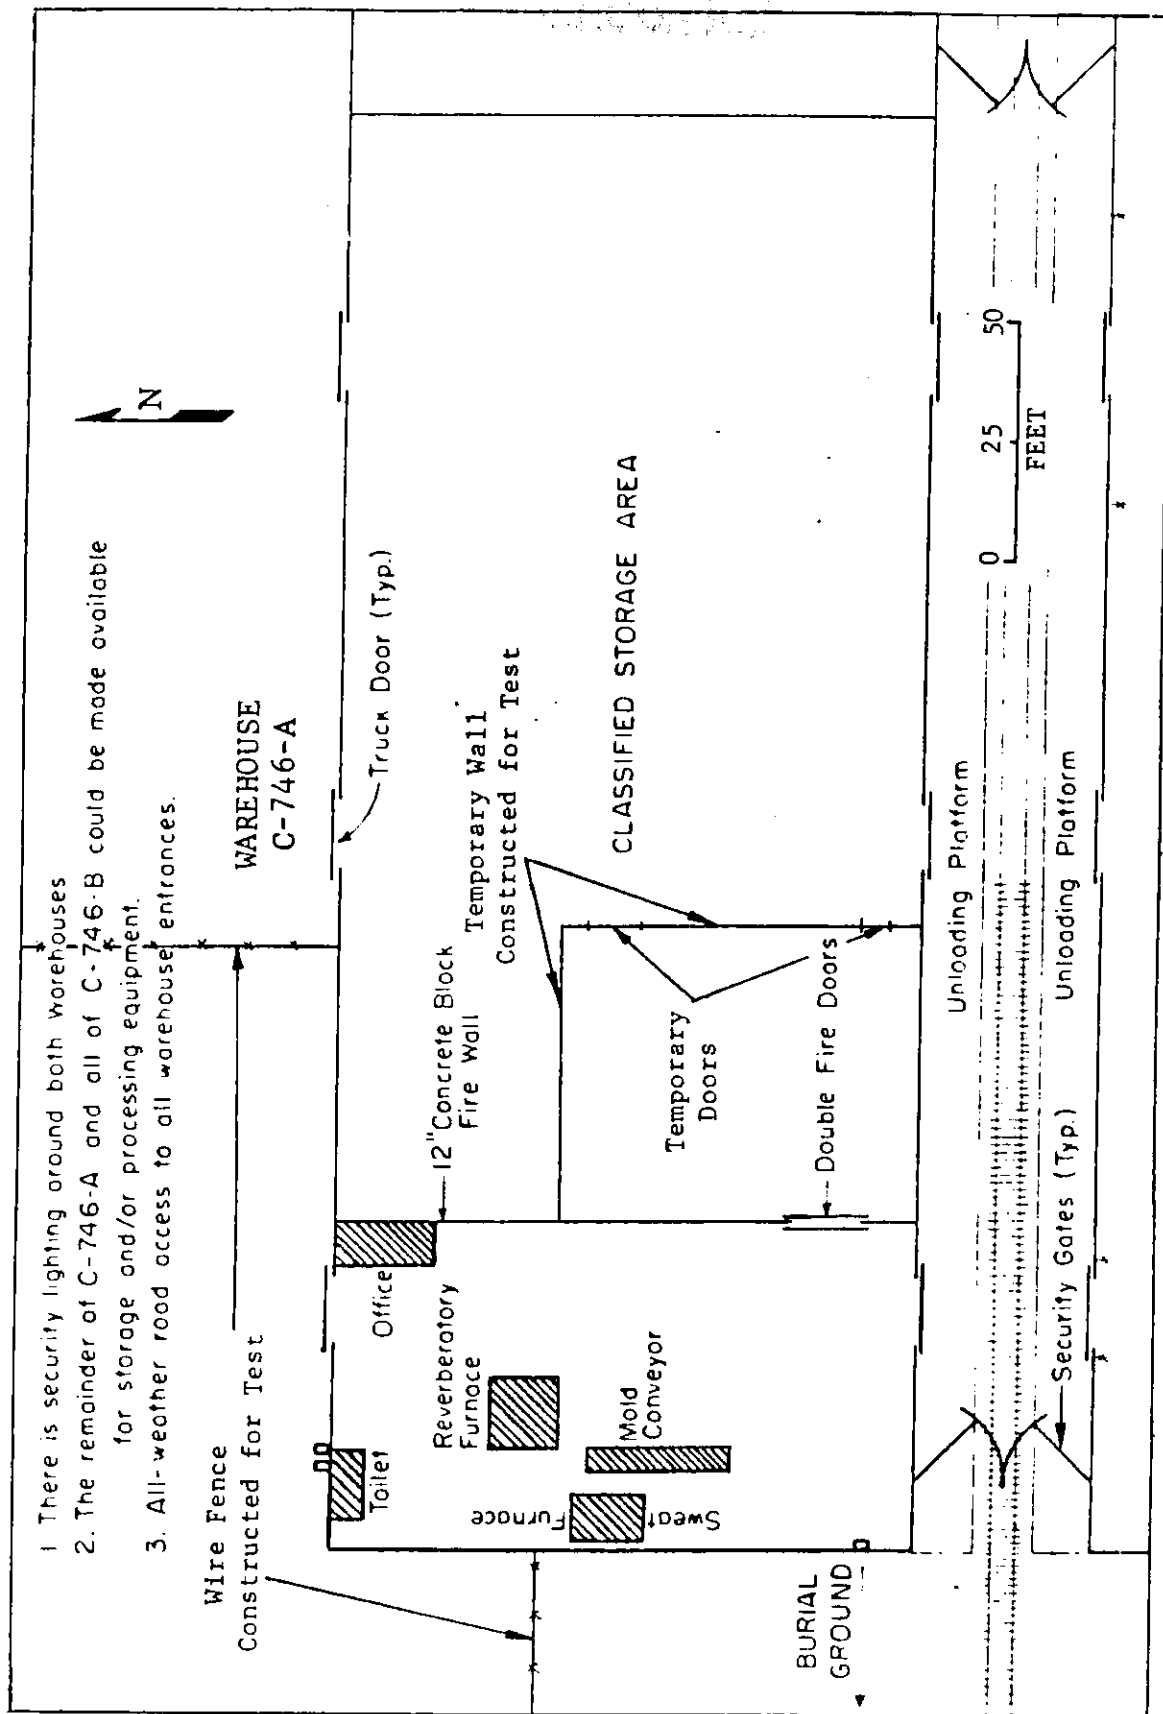 1 There is security lighting around both warehouses
2. The remainder of C-746-A and all of C-746-B could be made available
for storage and/or processing equipment.
3. All-weather road access to all warehouse entrances.
N
WAREHOUSE
C-746-A
Wire Fence
Constructed for Test
Truck Door (Typ.)
Toilet
Office
12" Concrete Block
Fire Wall
Temporary Wall
Constructed for Test
Reverberatory
Furnace
CLASSIFIED STORAGE AREA
Sweat
Furnace
Mold
Conveyor
Temporary
Doors
Double Fire Doors
BURIAL
GROUND
Unloading Platform
0 25 50
FEET
Unloading Platform
Security Gates (Typ.)